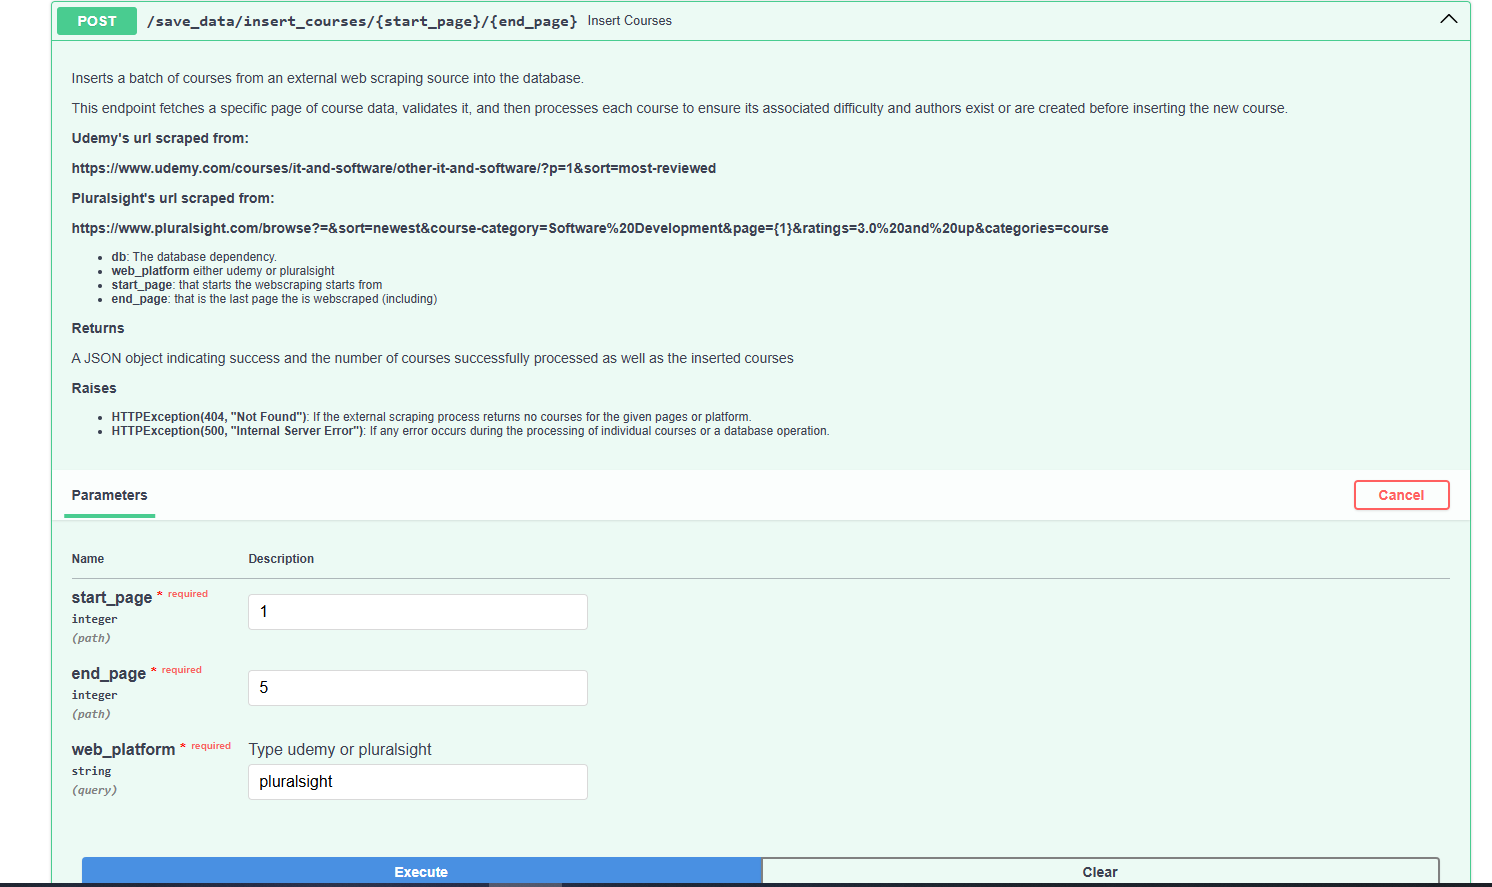 POST /save_data/insert_courses/{start_page}/{end_page} Insert Courses
Inserts a batch of courses from an external web scraping source into the database.
This endpoint fetches a specific page of course data, validates it, and then processes each course to ensure its associated difficulty and authors exist or are created before inserting the new course.
Udemy's url scraped from:
https://www.udemy.com/courses/it-and-software/other-it-and-software/?p=1&sort=most-reviewed
Pluralsight's url scraped from:
https://www.pluralsight.com/browse?=&sort=newest&course-category=Software%20Development&page={1}&ratings=3.0%20and%20up&categories=course
• db: The database dependency.
• web_platform either udemy or pluralsight
• start_page: that starts the webscraping starts from
• end_page: that is the last page the is webscraped (including)
Returns
A JSON object indicating success and the number of courses successfully processed as well as the inserted courses
Raises
• HTTPException(404, "Not Found"): If the external scraping process returns no courses for the given pages or platform.
• HTTPException(500, "Internal Server Error"): If any error occurs during the processing of individual courses or a database operation.
Parameters Cancel
Name Description
start_page * required
integer
(path)
1
end_page * required
integer
(path)
5
web_platform * required
string
(query)
Type udemy or pluralsight
pluralsight
Execute Clear